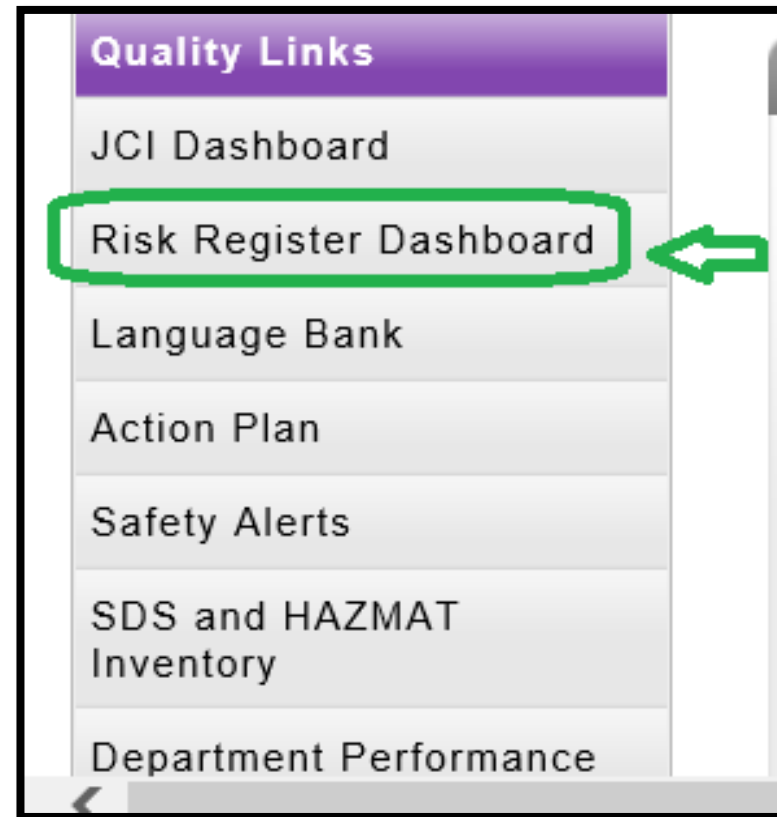 Quality Links
JCI Dashboard
Risk Register Dashboard
Language Bank
Action Plan
Safety Alerts
SDS and HAZMAT
Inventory
Department Performance